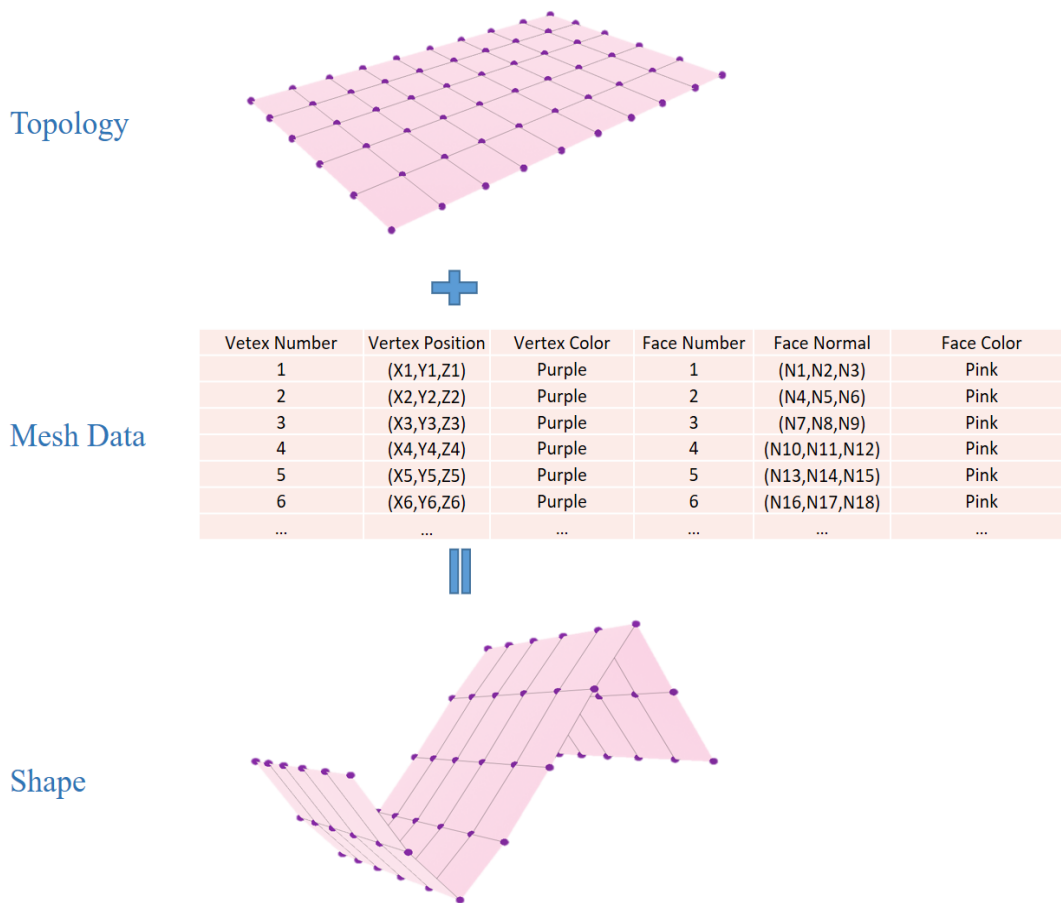 Topology
Vetex Number Vertex Position Vertex Color Face Number Face Normal Face Color
1 (X1,Y1,Z1) Purple 1 (N1,N2,N3) Pink
2 (X2,Y2,Z2) Purple 2 (N4,N5,N6) Pink
3 (X3,Y3,Z3) Purple 3 (N7,N8,N9) Pink
Mesh Data
4 (X4,Y4,Z4) Purple 4 (N10,N11,N12) Pink
5 (X5,Y5,Z5) Purple 5 (N13,N14,N15) Pink
6 (X6,Y6,Z6) Purple 6 (N16,N17,N18) Pink
... ... ... ... ... ...
Shape